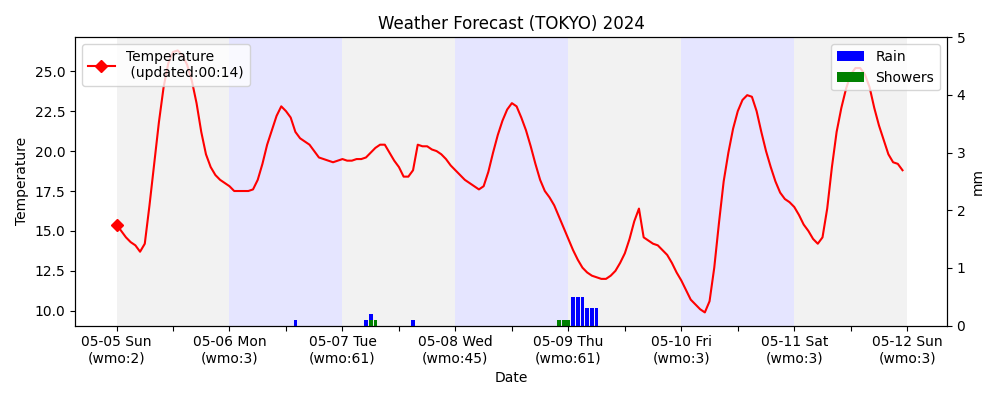 Weather Forecast (TOKYO) 2024
Temperature
(updated:00:14)
Rain
Showers
Temperature
25.0
22.5
20.0
17.5
15.0
12.5
10.0
5
4
3
2
1
0
mm
05-05 Sun
(wmo:2)
05-06 Mon
(wmo:3)
05-07 Tue
(wmo:61)
05-08 Wed
(wmo:45)
05-09 Thu
(wmo:61)
05-10 Fri
(wmo:3)
05-11 Sat
(wmo:3)
05-12 Sun
(wmo:3)
Date